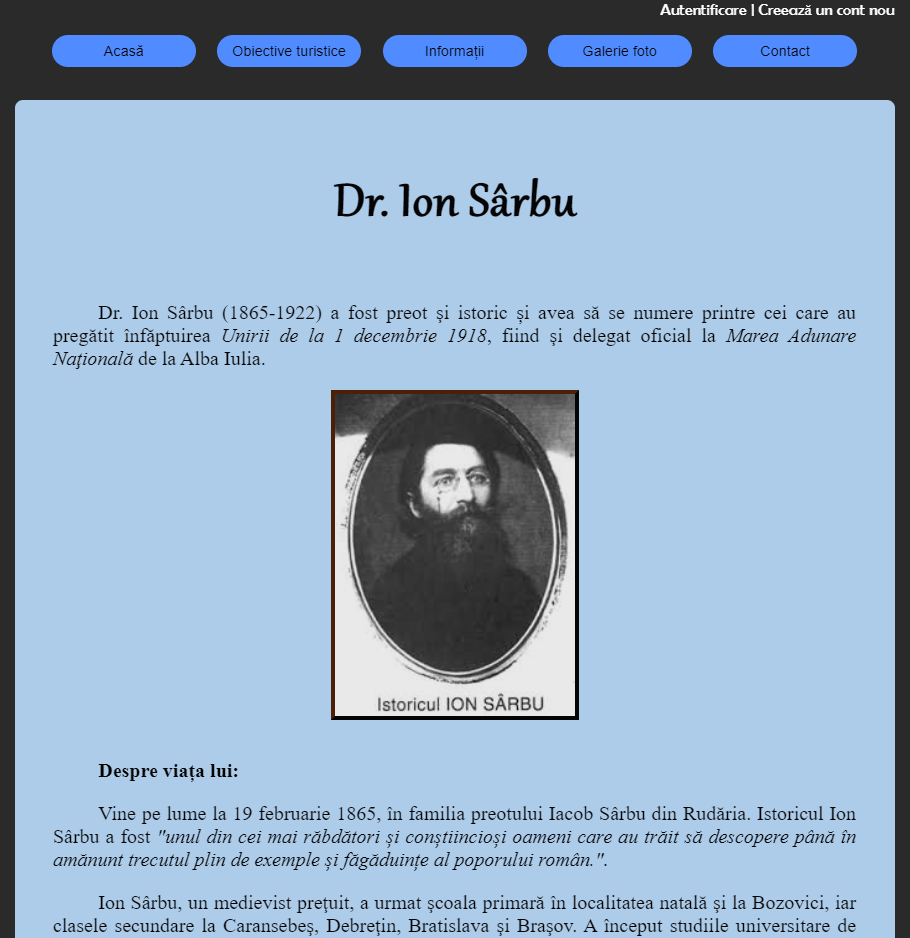 Autentificare | Creează un cont nou
Acasă Obiective turistice Informații Galerie foto Contact
Dr. Ion Sârbu
Dr. Ion Sârbu (1865-1922) a fost preot şi istoric și avea să se numere printre cei care au
pregătit înfăptuirea Unirii de la 1 decembrie 1918, fiind și delegat oficial la Marea Adunare
Naţională de la Alba Iulia.
Istoricul ION SÂRBU
Despre viața lui:
Vine pe lume la 19 februarie 1865, în familia preotului Iacob Sârbu din Rudăria. Istoricul Ion
Sârbu a fost "unul din cei mai răbdători și conștiincioși oameni care au trăit să descopere până în
amănunt trecutul plin de exemple și făgăduințe al poporului român.".
Ion Sârbu, un medievist preţuit, a urmat şcoala primară în localitatea natală şi la Bozovici, iar
clasele secundare la Caransebeş, Debreţin, Bratislava şi Braşov. A început studiile universitare de